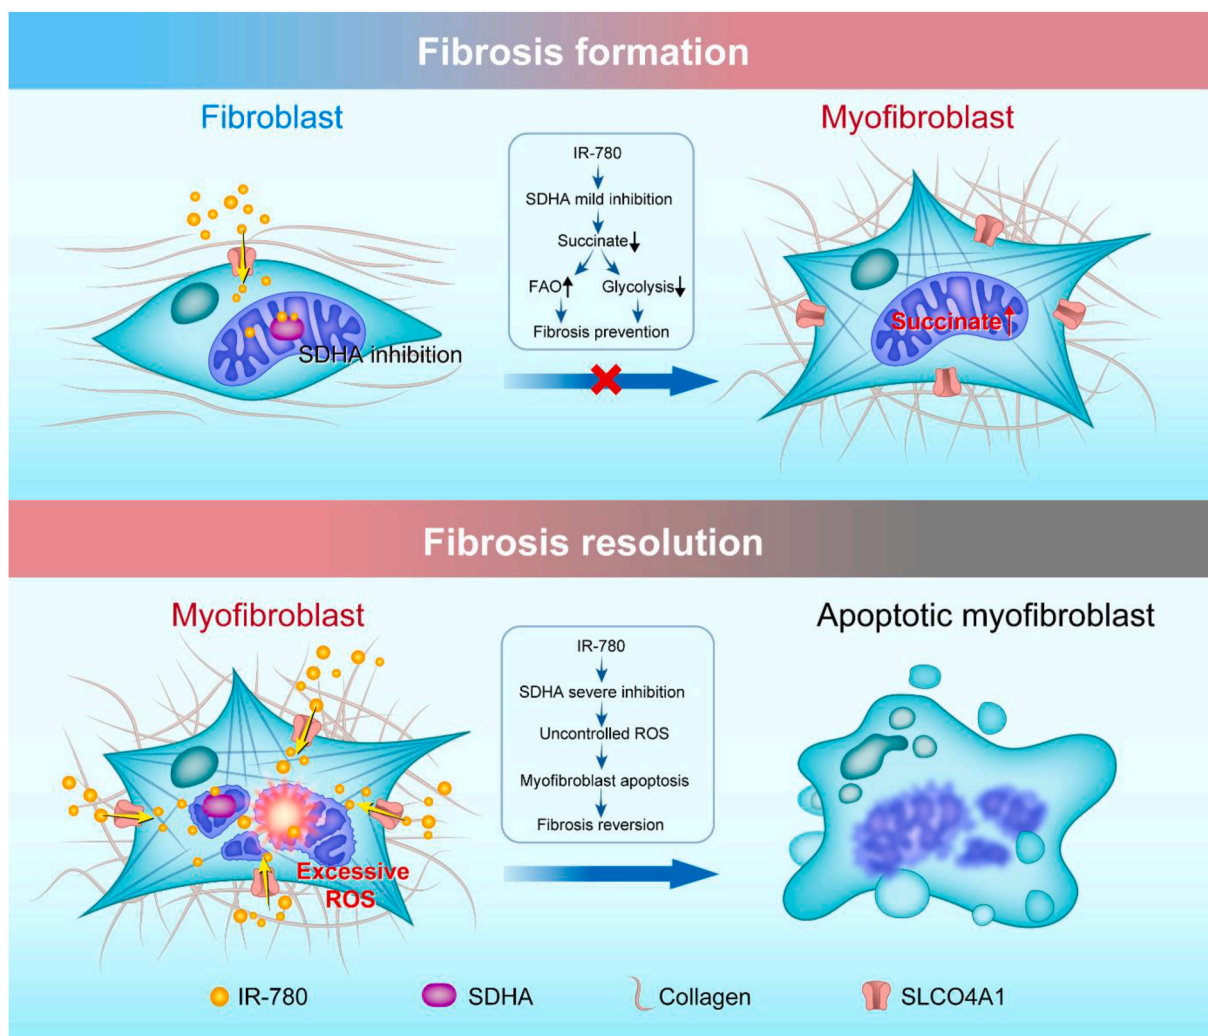 Fibrosis formation
Fibroblast
Myofibroblast
IR-780
SDHA mild inhibition
Succinate↓
FAO↑ Glycolysis↓
Fibrosis prevention
SDHA inhibition
Succinate↑
Fibrosis resolution
Myofibroblast
Apoptotic myofibroblast
IR-780
SDHA severe inhibition
Uncontrolled ROS
Myofibroblast apoptosis
Fibrosis reversion
Excessive
ROS
IR-780 SDHA Collagen SLCO4A1